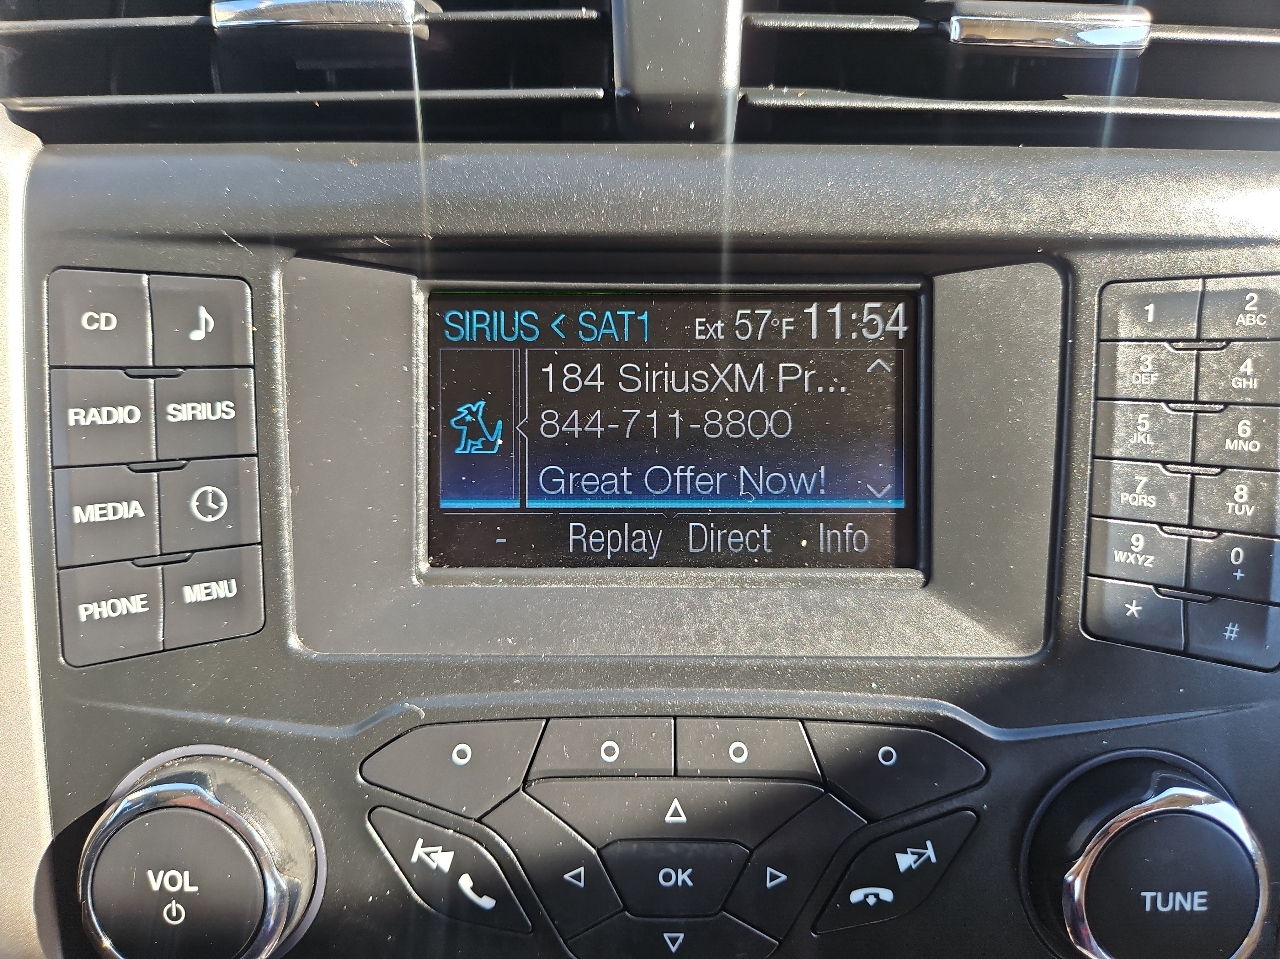 SIRIUS < SAT1 Ext 57°F 11:54
184 SiriusXM Pr...
844-711-8800
Great Offer Now!
- Replay Direct Info
CD
RADIO SIRIUS
MEDIA
PHONE MENU
1 2 ABC
3 DEF 4 GHI
5 JKL 6 MNO
7 PQRS 8 TUV
9 WXYZ 0 +
* #
VOL
OK
TUNE